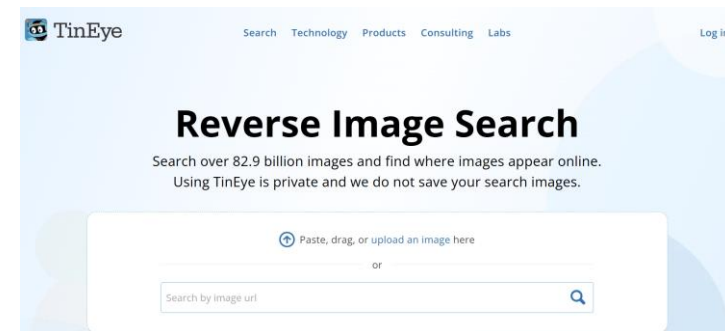 TinEye
Search Technology Products Consulting Labs
Reverse Image Search
Search over 82.9 billion images and find where images appear online.
Using TinEye is private and we do not save your search images.
Paste, drag, or upload an image here
or
Search by image url